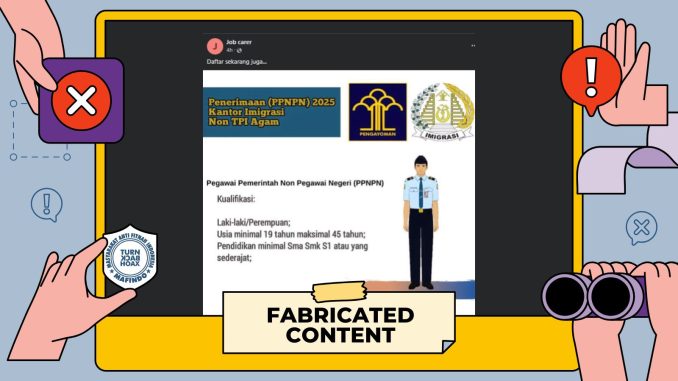 Job carer
4h
Daftar sekarang juga...
Penerimaan (PPNPN) 2025
Kantor Imigrasi
Non TPI Agam
PENGAYOMAN
IMIGRASI
Pegawai Pemerintah Non Pegawai Negeri (PPNPN)
Kualifikasi:
Laki-laki/Perempuan;
Usia minimal 19 tahun maksimal 45 tahun;
Pendidikan minimal Sma Smk S1 atau yang
sederajat;
MASYARAKAT ANTI FITNAH INDONESIA
TURN
BACK
HOAX
MAFINDO
FABRICATED
CONTENT